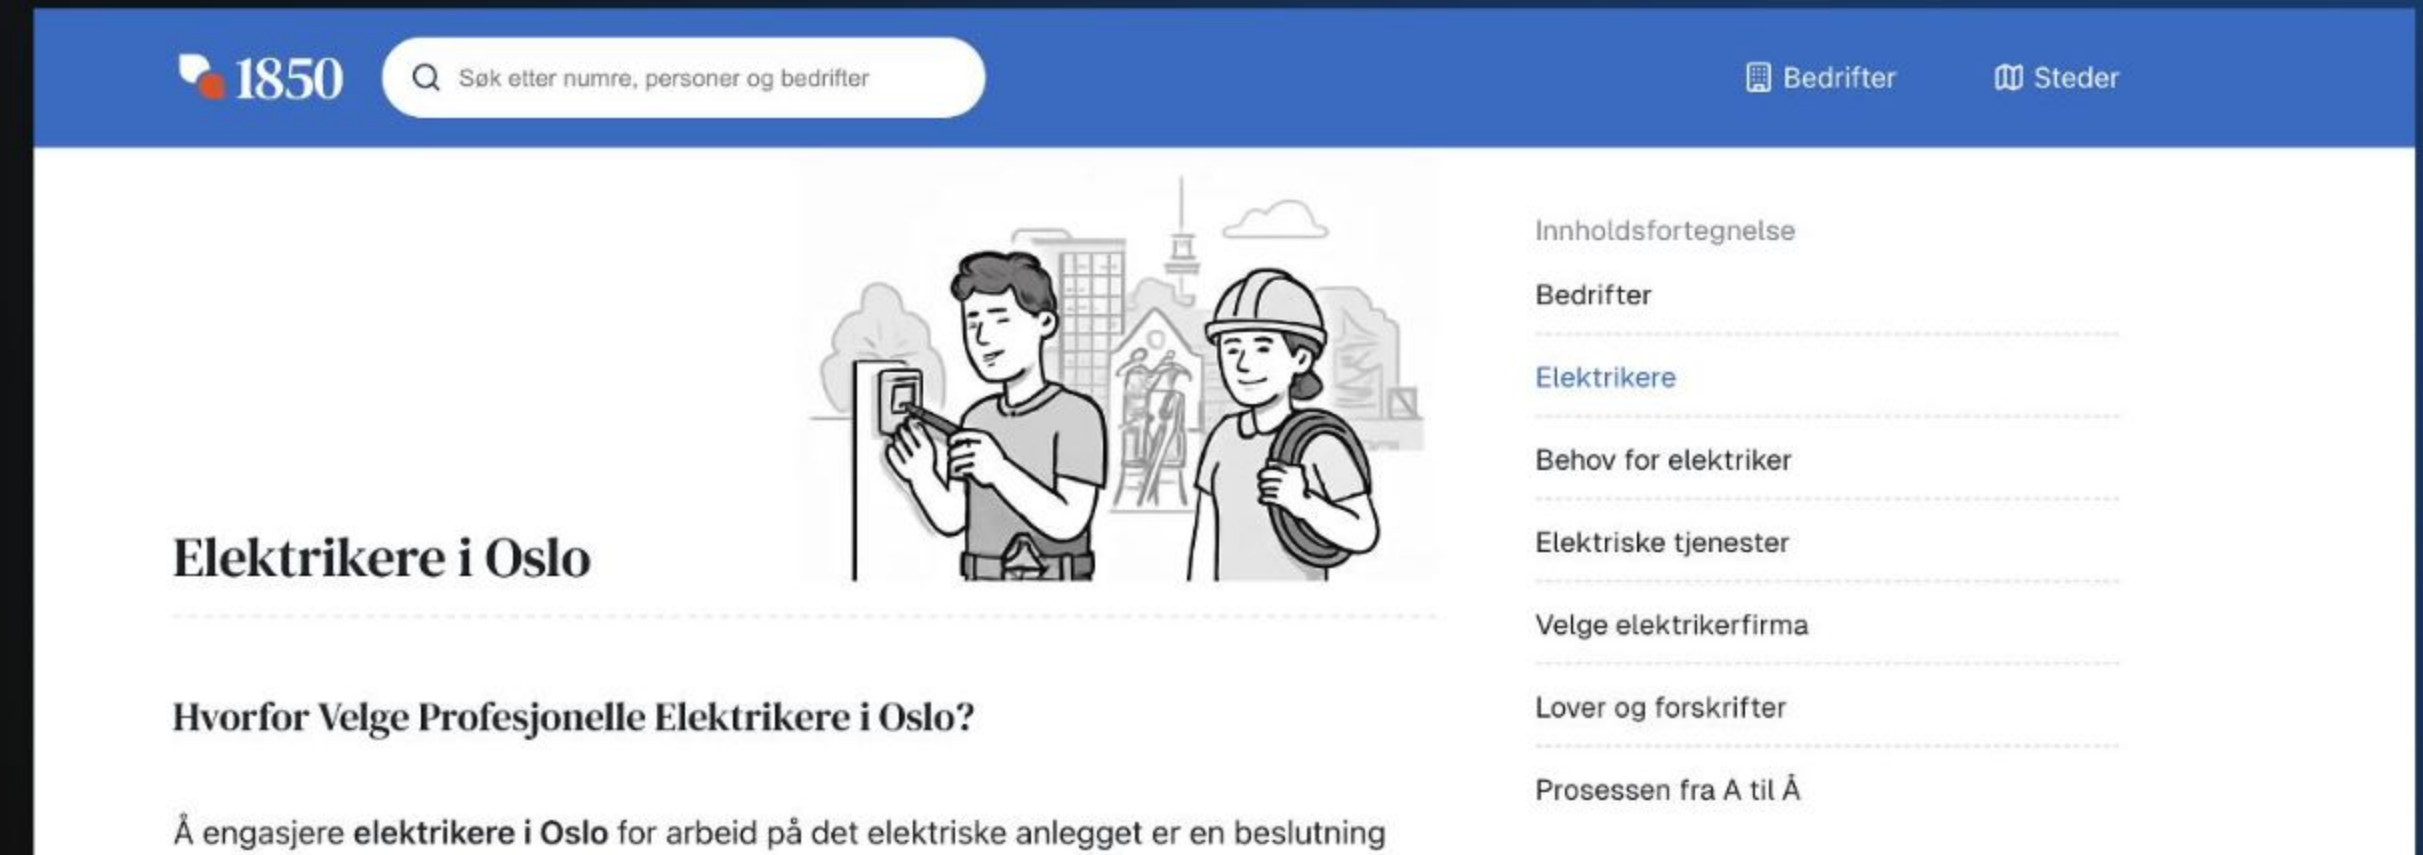 1850
Søk etter numre, personer og bedrifter
Bedrifter
Steder
Elektrikere i Oslo
Hvorfor Velge Profesjonelle Elektrikere i Oslo?
Å engasjere elektrikere i Oslo for arbeid på det elektriske anlegget er en beslutning
Innholdsfortegnelse
Bedrifter
Elektrikere
Behov for elektriker
Elektriske tjenester
Velge elektrikerfirma
Lover og forskrifter
Prosessen fra A til Å